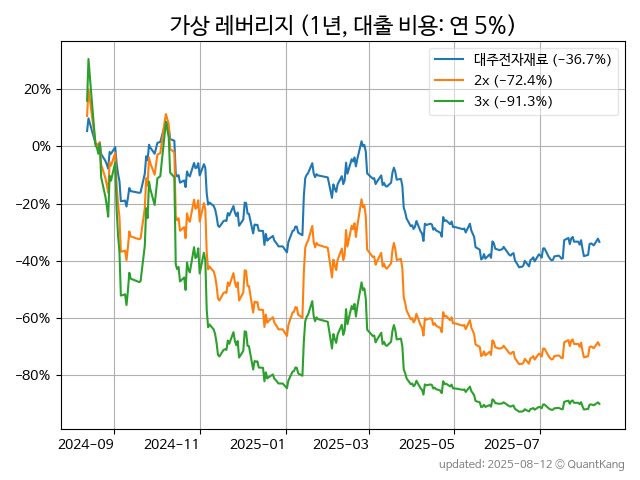 가상 레버리지 (1년, 대출 비용: 연 5%)
대주전자재료 (−36.7%)
2x (−72.4%)
3x (−91.3%)
20%
0%
−20%
−40%
−60%
−80%
2024-09 2024-11 2025-01 2025-03 2025-05 2025-07
updated: 2025-08-12 © QuantKang